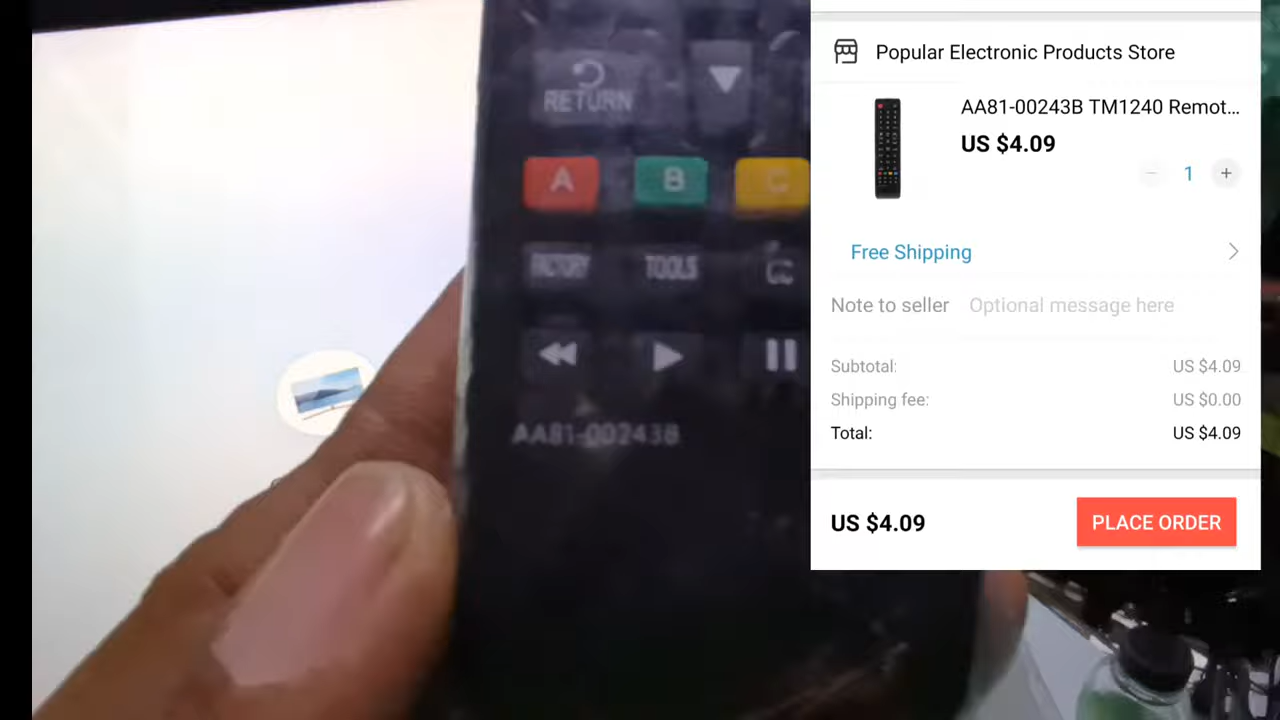 RETURN
A
B
C
FACTORY
TOOLS
AA81-00243B
Popular Electronic Products Store
AA81-00243B TM1240 Remot...
US $4.09
1
Free Shipping
Note to seller Optional message here
Subtotal: US $4.09
Shipping fee: US $0.00
Total: US $4.09
US $4.09
PLACE ORDER